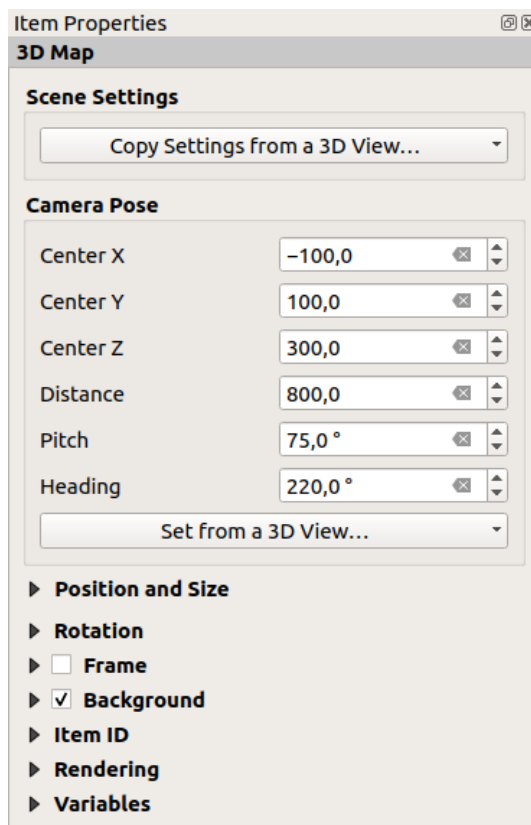 Item Properties
3D Map
Scene Settings
Copy Settings from a 3D View…
Camera Pose
Center X −100,0
Center Y 100,0
Center Z 300,0
Distance 800,0
Pitch 75,0 °
Heading 220,0 °
Set from a 3D View…
Position and Size
Rotation
Frame
Background
Item ID
Rendering
Variables